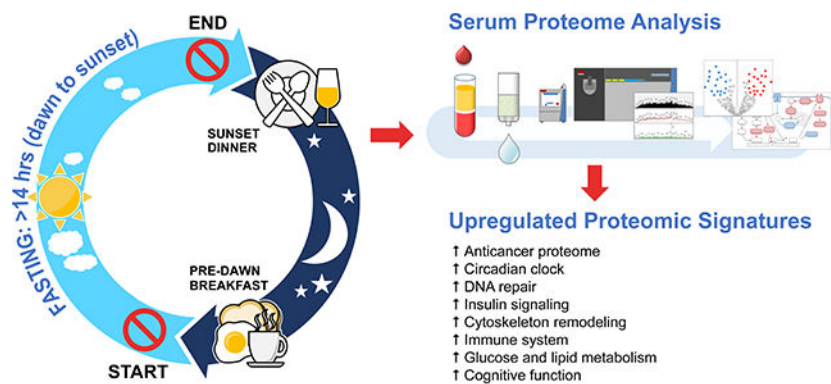 END
FASTING: >14 hrs (dawn to sunset)
SUNSET
DINNER
PRE-DAWN
BREAKFAST
START
Serum Proteome Analysis
Upregulated Proteomic Signatures
↑ Anticancer proteome
↑ Circadian clock
↑ DNA repair
↑ Insulin signaling
↑ Cytoskeleton remodeling
↑ Immune system
↑ Glucose and lipid metabolism
↑ Cognitive function